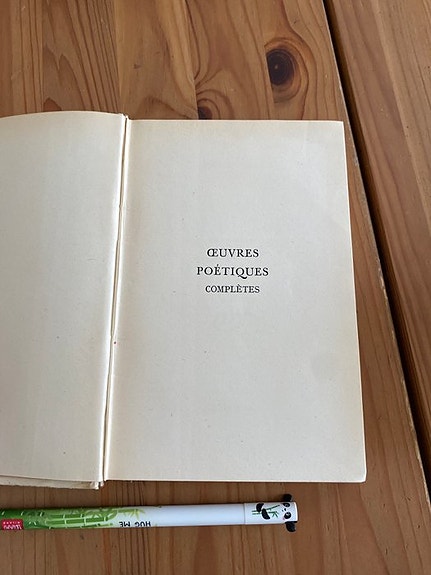 ŒUVRES
POÉTIQUES
COMPLÈTES
HUG ME